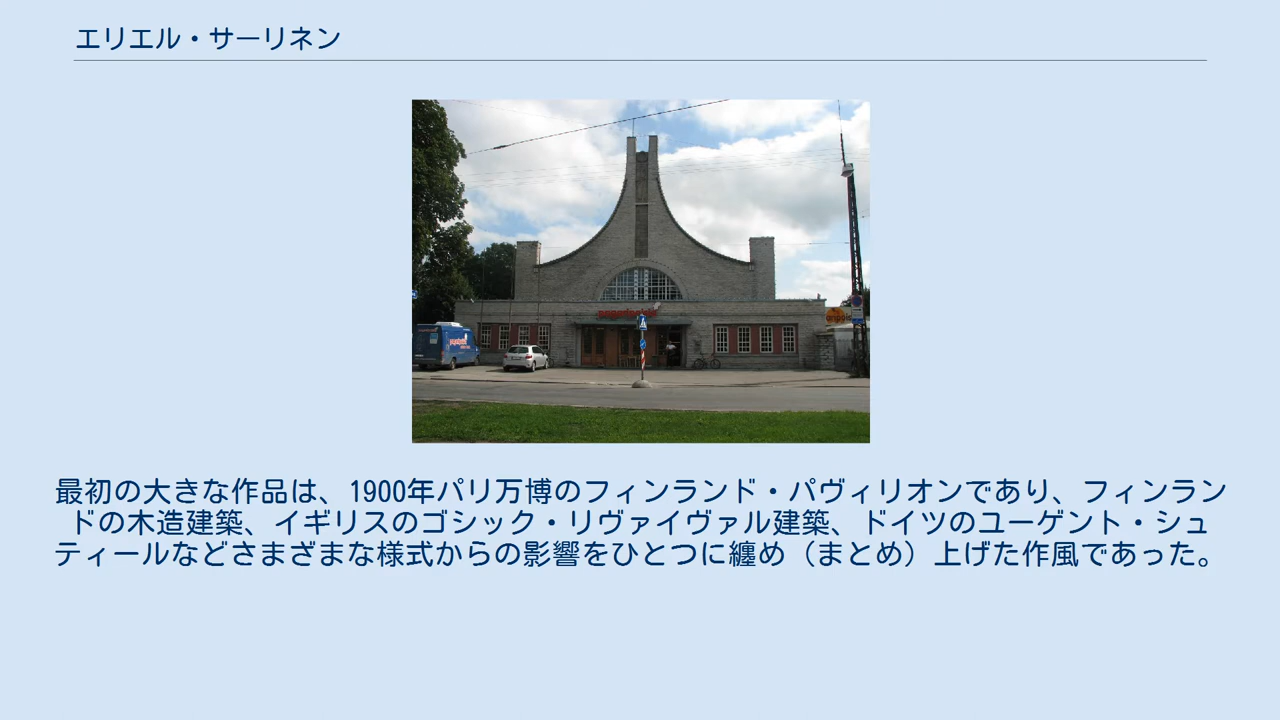 エリエル・サーリネン
最初の大きな作品は、1900年パリ万博のフィンランド・パヴィリオンであり、フィンラン
ドの木造建築、イギリスのゴシック・リヴァイヴァル建築、ドイツのユーゲント・シュ
ティールなどさまざまな様式からの影響をひとつに纏め（まとめ）上げた作風であった。